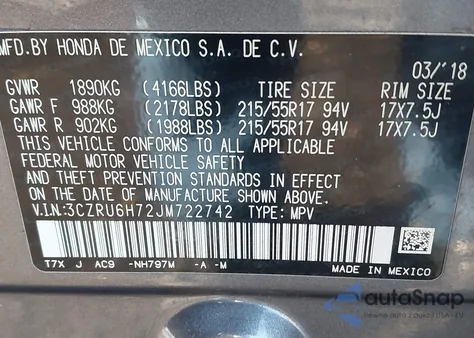 MFD.BY HONDA DE MEXICO S.A. DE C.V.
03/'18
GVWR 1890KG (4166LBS) TIRE SIZE RIM SIZE
GAWR F 988KG (2178LBS) 215/55R17 94V 17X7.5J
GAWR R 902KG (1988LBS) 215/55R17 94V 17X7.5J
THIS VEHICLE CONFORMS TO ALL APPLICABLE
FEDERAL MOTOR VEHICLE SAFETY
AND THEFT PREVENTION STANDARDS IN EFFECT
ON THE DATE OF MANUFACTURE SHOWN ABOVE.
V.I.N:3CZRU6H72JM722742 TYPE: MPV
T7X J AC9 -NH797M -A -M
MADE IN MEXICO
autoSnap